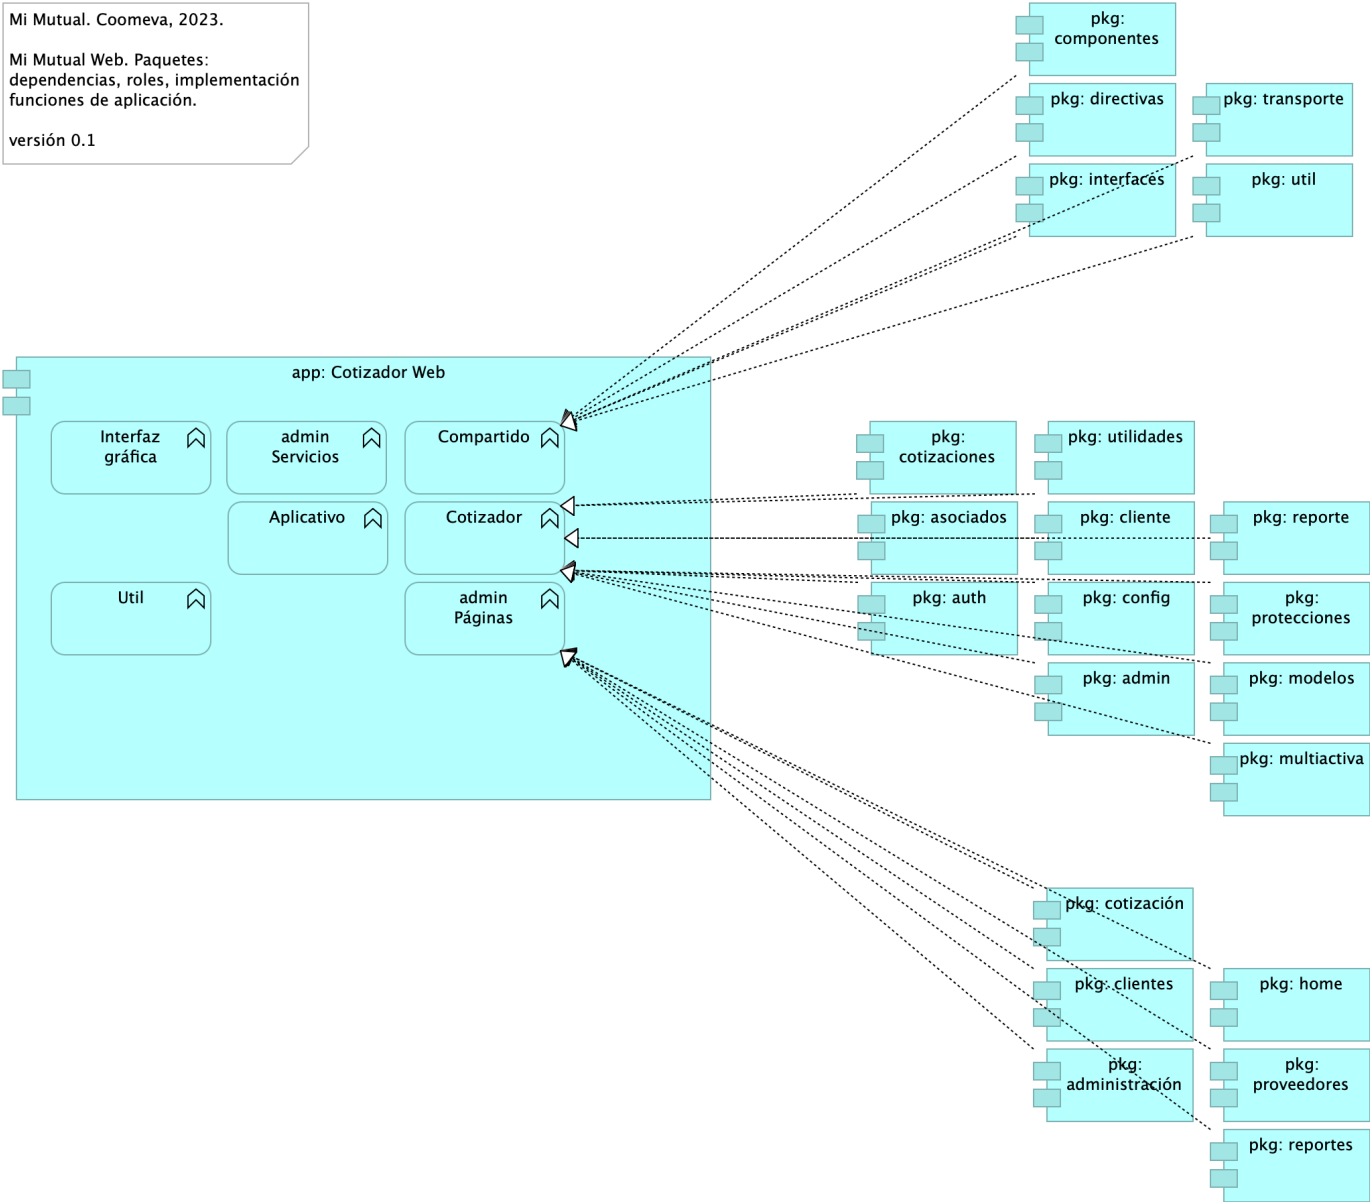 Mi Mutual. Coomeva, 2023.
Mi Mutual Web. Paquetes:
dependencias, roles, implementación
funciones de aplicación.
versión 0.1
pkg:
componentes
pkg: directivas
pkg: transporte
pkg: interfaces
pkg: util
app: Cotizador Web
Interfaz
gráfica
admin
Servicios
Compartido
Aplicativo
Cotizador
Util
admin
Páginas
pkg:
cotizaciones
pkg: utilidades
pkg: asociados
pkg: cliente
pkg: reporte
pkg: auth
pkg: config
pkg:
protecciones
pkg: admin
pkg: modelos
pkg: multiactiva
pkg: cotización
pkg: clientes
pkg: home
pkg:
administración
pkg:
proveedores
pkg: reportes